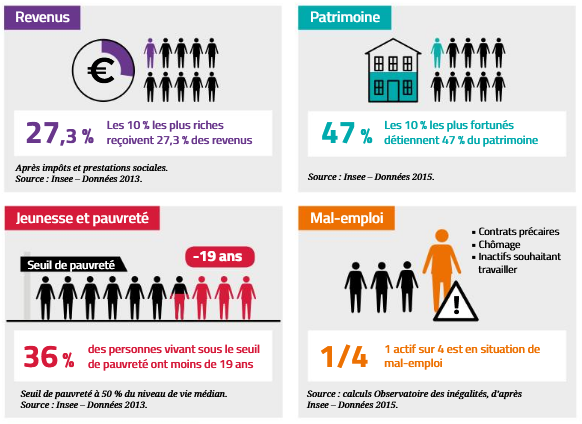 Revenus
€
27,3 %
Les 10 % les plus riches
reçoivent 27,3 % des revenus
Après impôts et prestations sociales.
Source : Insee – Données 2013.
Patrimoine
47 %
Les 10 % les plus fortunés
détiennent 47 % du patrimoine
Source : Insee – Données 2015.
Jeunesse et pauvreté
-19 ans
Seuil de pauvreté
36 %
des personnes vivant sous le seuil
de pauvreté ont moins de 19 ans
Seuil de pauvreté à 50 % du niveau de vie médian.
Source : Insee – Données 2013.
Mal-emploi
▪ Contrats précaires
▪ Chômage
▪ Inactifs souhaitant
travailler
!
1/4
1 actif sur 4 est en situation de
mal-emploi
Source : calculs Observatoire des inégalités, d'après
Insee – Données 2015.